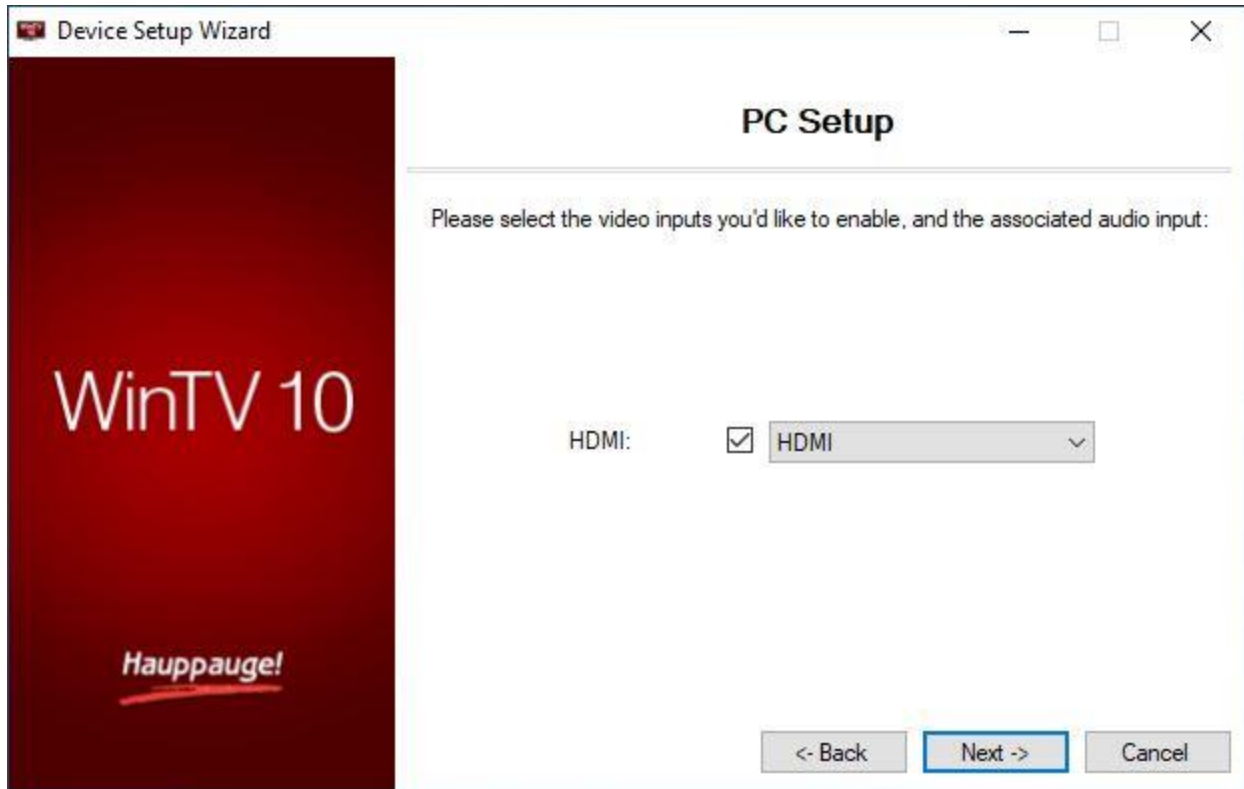 Device Setup Wizard
PC Setup
Please select the video inputs you'd like to enable, and the associated audio input:
WinTV 10
HDMI: HDMI
Hauppauge!
<- Back Next -> Cancel